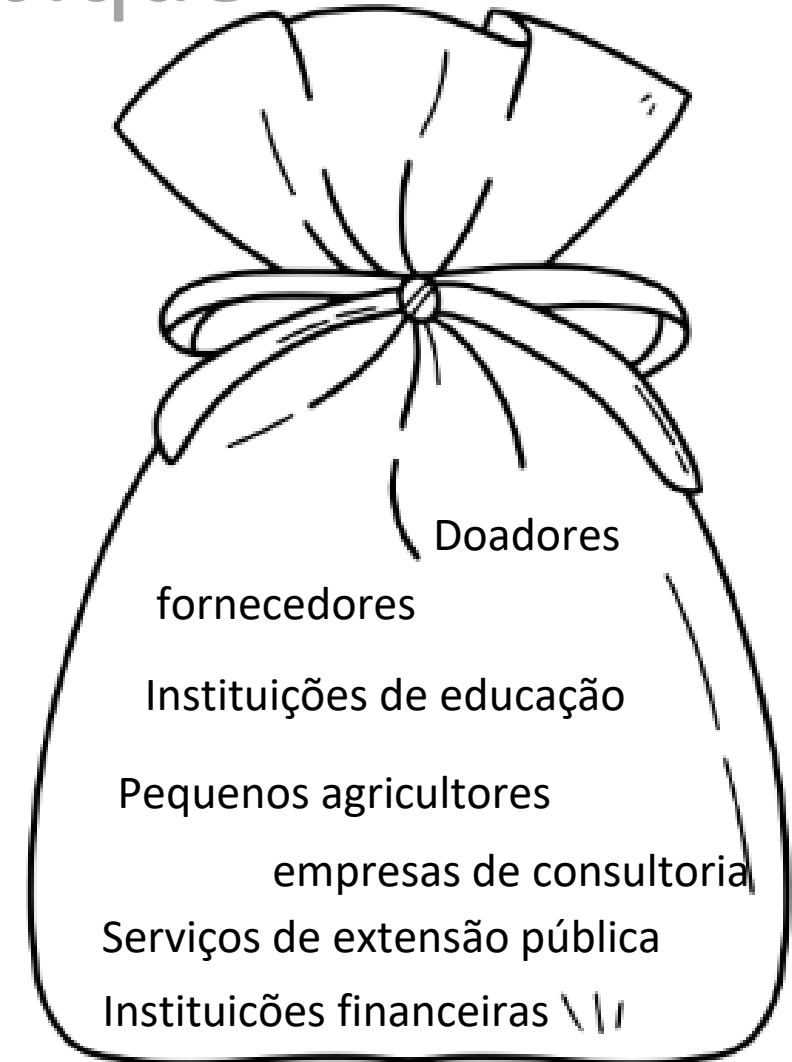 Doadores
fornecedores
Instituições de educação
Pequenos agricultores
empresas de consultoria
Serviços de extensão pública
Instituicões financeiras